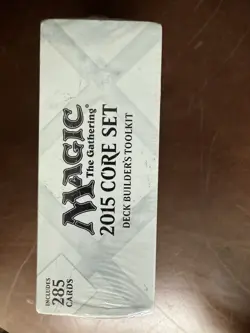 MAGIC
The Gathering®
2015 CORE SET
DECK BUILDER'S TOOLKIT
INCLUDES
285
CARDS